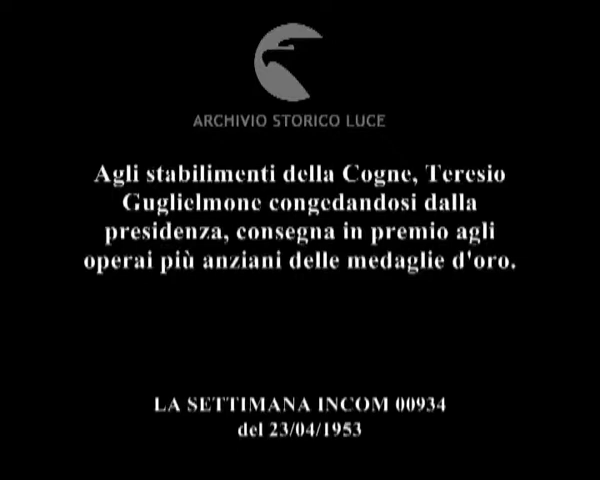 ARCHIVIO STORICO LUCE
Agli stabilimenti della Cogne, Teresio
Guglielmone congedandosi dalla
presidenza, consegna in premio agli
operai più anziani delle medaglie d'oro.
LA SETTIMANA INCOM 00934
del 23/04/1953